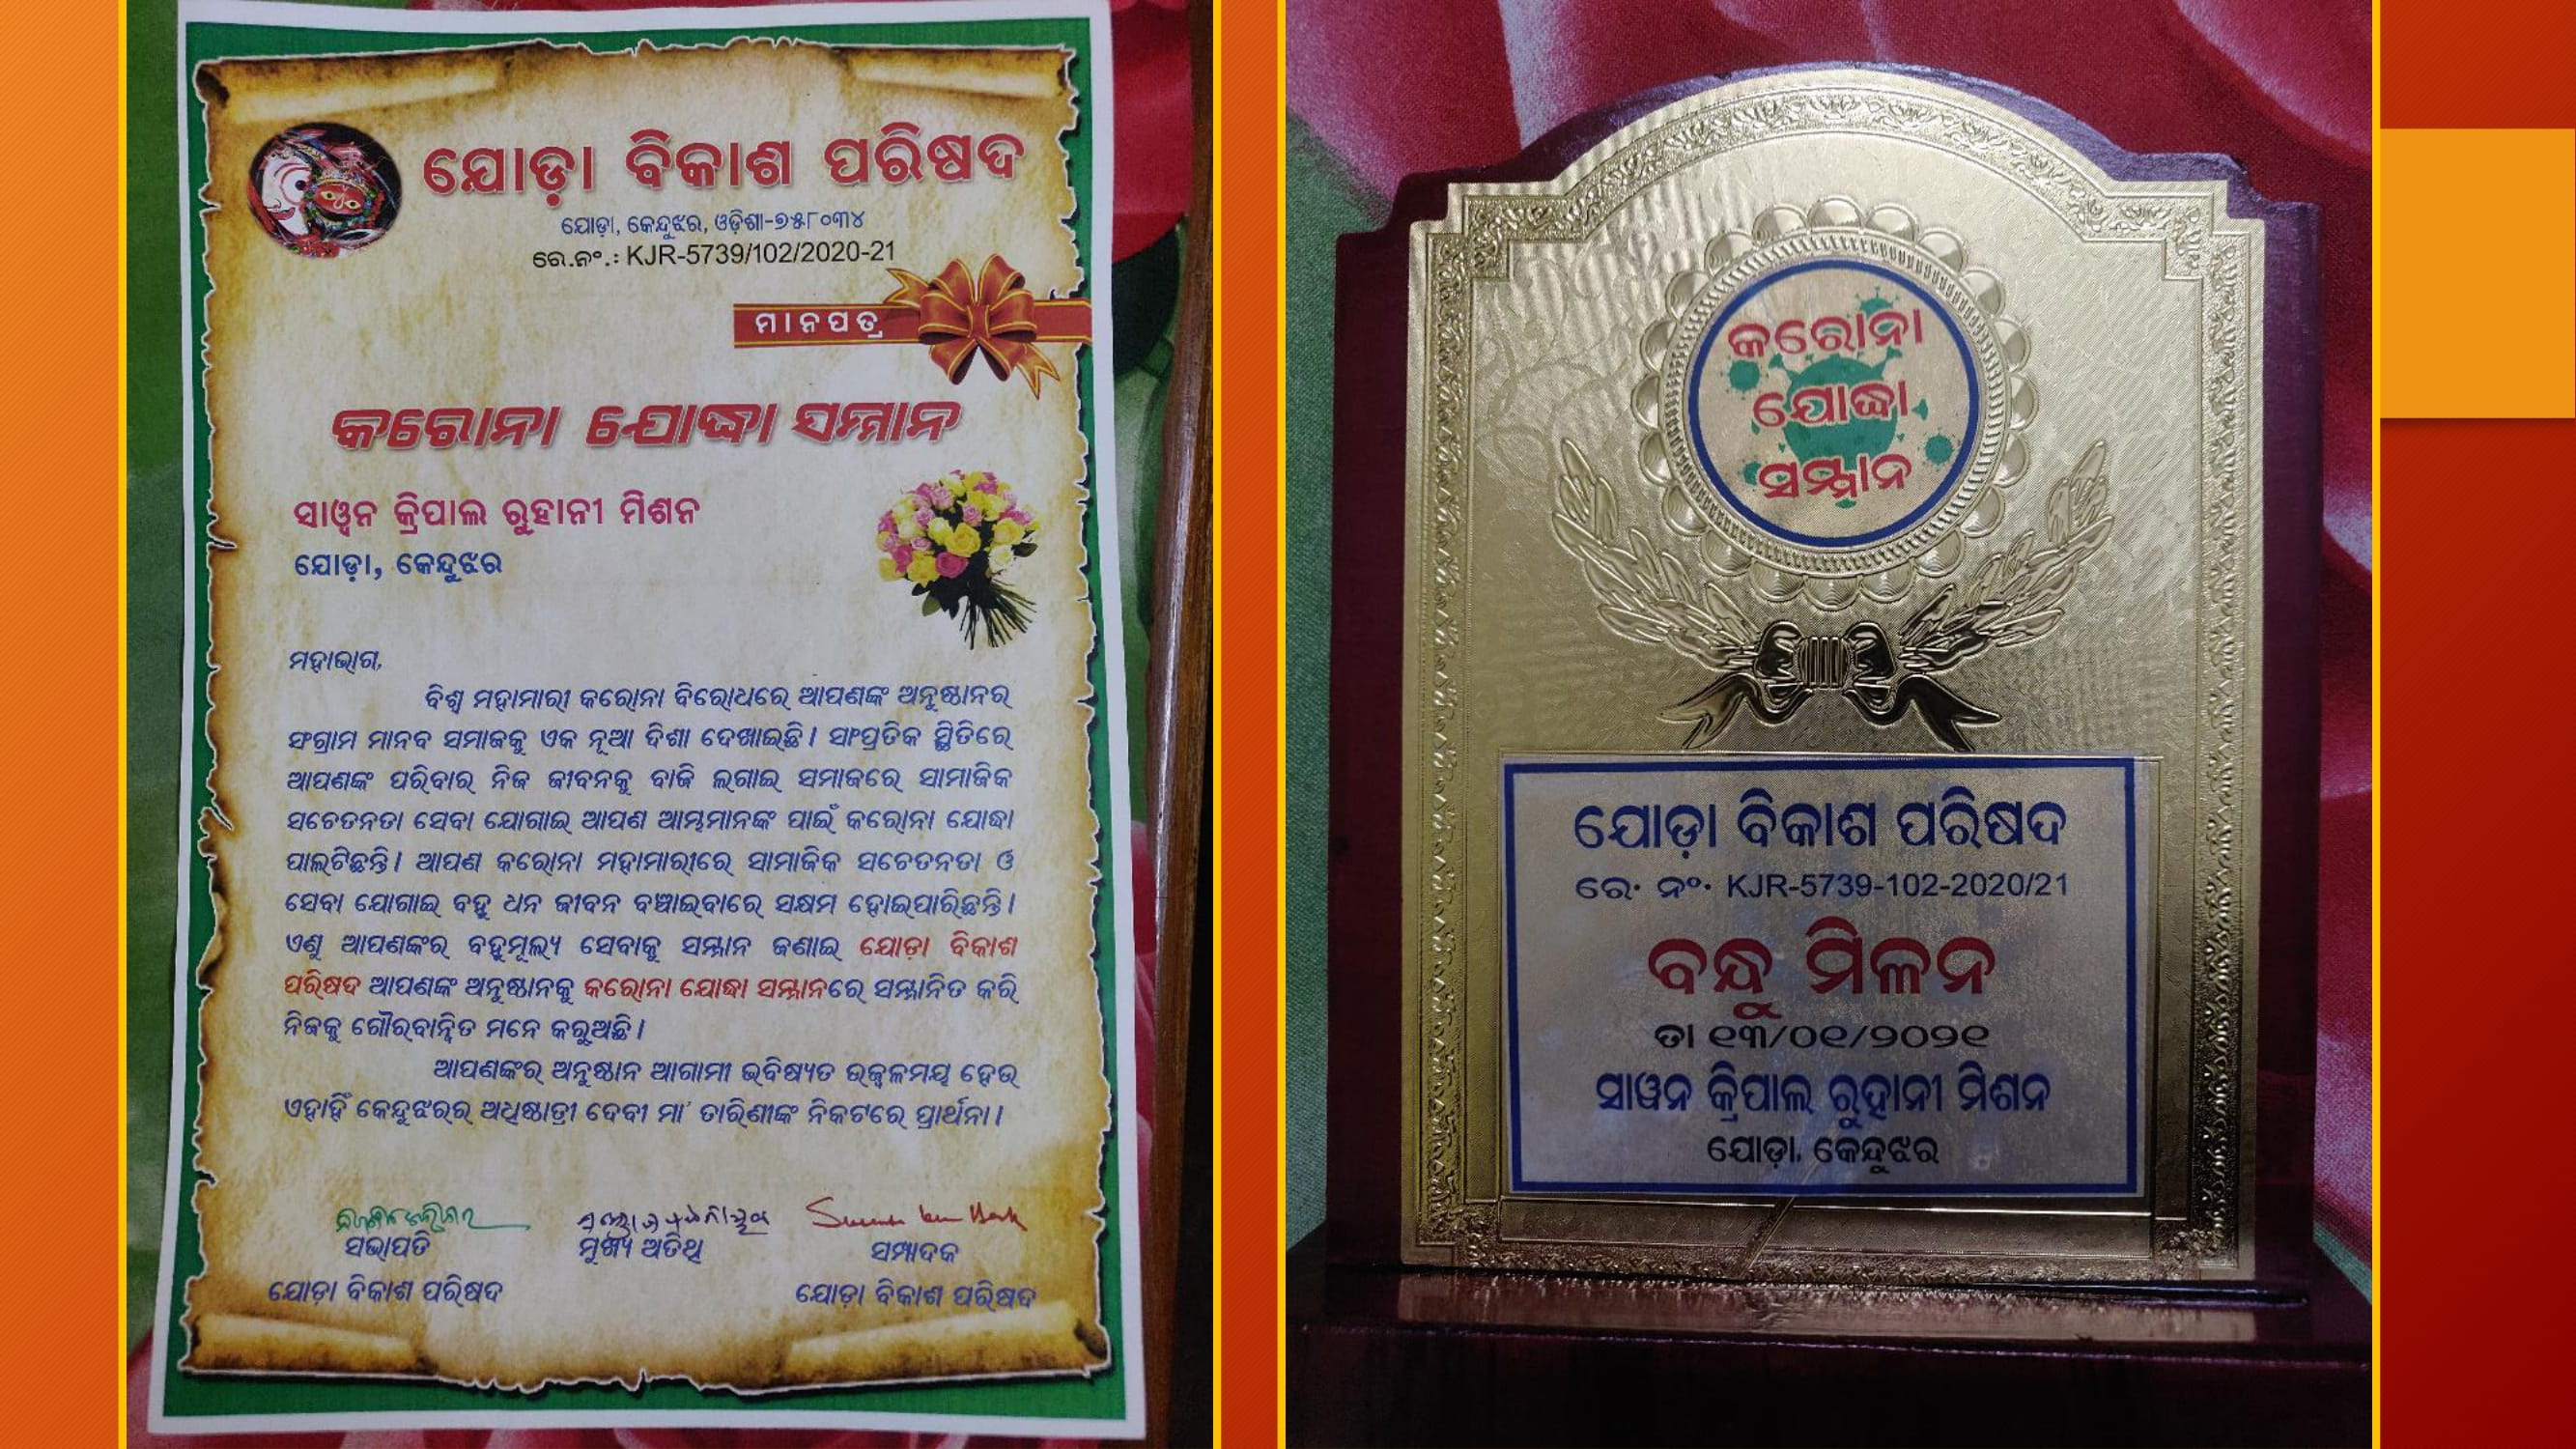 ଯୋଡ଼ା ବିକାଶ ପରିଷଦ
ଯୋଡ଼ା, କେନ୍ଦୁଝର, ଓଡ଼ିଶା-୭୫୮୦୩୪
ରେ.ନଂ.: KJR-5739/102/2020-21
ମାନପତ୍ର
କରୋନା ଯୋଦ୍ଧା ସମ୍ମାନ
ସାୱନ କ୍ରିପାଲ ରୁହାନୀ ମିଶନ
ଯୋଡ଼ା, କେନ୍ଦୁଝର
ମହାଭାଗ,
ବିଶ୍ୱ ମହାମାରୀ କରୋନା ବିରୋଧରେ ଆପଣଙ୍କ ଅନୁଷ୍ଠାନର
ସଂଗ୍ରାମ ମାନବ ସମାଜକୁ ଏକ ନୂଆ ଦିଶା ଦେଖାଇଛି। ସାଂପ୍ରତିକ ସ୍ଥିତିରେ
ଆପଣଙ୍କ ପରିବାର ନିଜ ଜୀବନକୁ ବାଜି ଲଗାଇ ସମାଜରେ ସାମାଜିକ
ସଚେତନତା ସେବା ଯୋଗାଇ ଆପଣ ଆମ୍ଭମାନଙ୍କ ପାଇଁ କରୋନା ଯୋଦ୍ଧା
ପାଲଟିଛନ୍ତି। ଆପଣ କରୋନା ମହାମାରୀରେ ସାମାଜିକ ସଚେତନତା ଓ
ସେବା ଯୋଗାଇ ବହୁ ଧନ ଜୀବନ ବଞ୍ଚାଇବାରେ ସକ୍ଷମ ହୋଇପାରିଛନ୍ତି।
ଏଣୁ ଆପଣଙ୍କର ବହୁମୂଲ୍ୟ ସେବାକୁ ସମ୍ମାନ ଜଣାଇ ଯୋଡ଼ା ବିକାଶ
ପରିଷଦ ଆପଣଙ୍କ ଅନୁଷ୍ଠାନକୁ କରୋନା ଯୋଦ୍ଧା ସମ୍ମାନରେ ସମ୍ମାନିତ କରି
ନିଜକୁ ଗୌରବାନ୍ୱିତ ମନେ କରୁଅଛି।
ଆପଣଙ୍କର ଅନୁଷ୍ଠାନ ଆଗାମୀ ଭବିଷ୍ୟତ ଉଜ୍ଜ୍ୱଳମୟ ହେଉ
ଏହାହିଁ କେନ୍ଦୁଝରର ଅଧିଷ୍ଠାତ୍ରୀ ଦେବୀ ମା' ତାରିଣୀଙ୍କ ନିକଟରେ ପ୍ରାର୍ଥନା।
ସଭାପତି
ଯୋଡ଼ା ବିକାଶ ପରିଷଦ
ମୁଖ୍ୟ ଅତିଥି
ସମ୍ପାଦକ
ଯୋଡ଼ା ବିକାଶ ପରିଷଦ
କରୋନା
ଯୋଦ୍ଧା
ସମ୍ମାନ
ଯୋଡ଼ା ବିକାଶ ପରିଷଦ
ରେ. ନଂ. KJR-5739-102-2020/21
ବନ୍ଧୁ ମିଳନ
ତା ୧୩/୦୧/୨୦୨୧
ସାୱନ କ୍ରିପାଲ ରୁହାନୀ ମିଶନ
ଯୋଡ଼ା, କେନ୍ଦୁଝର